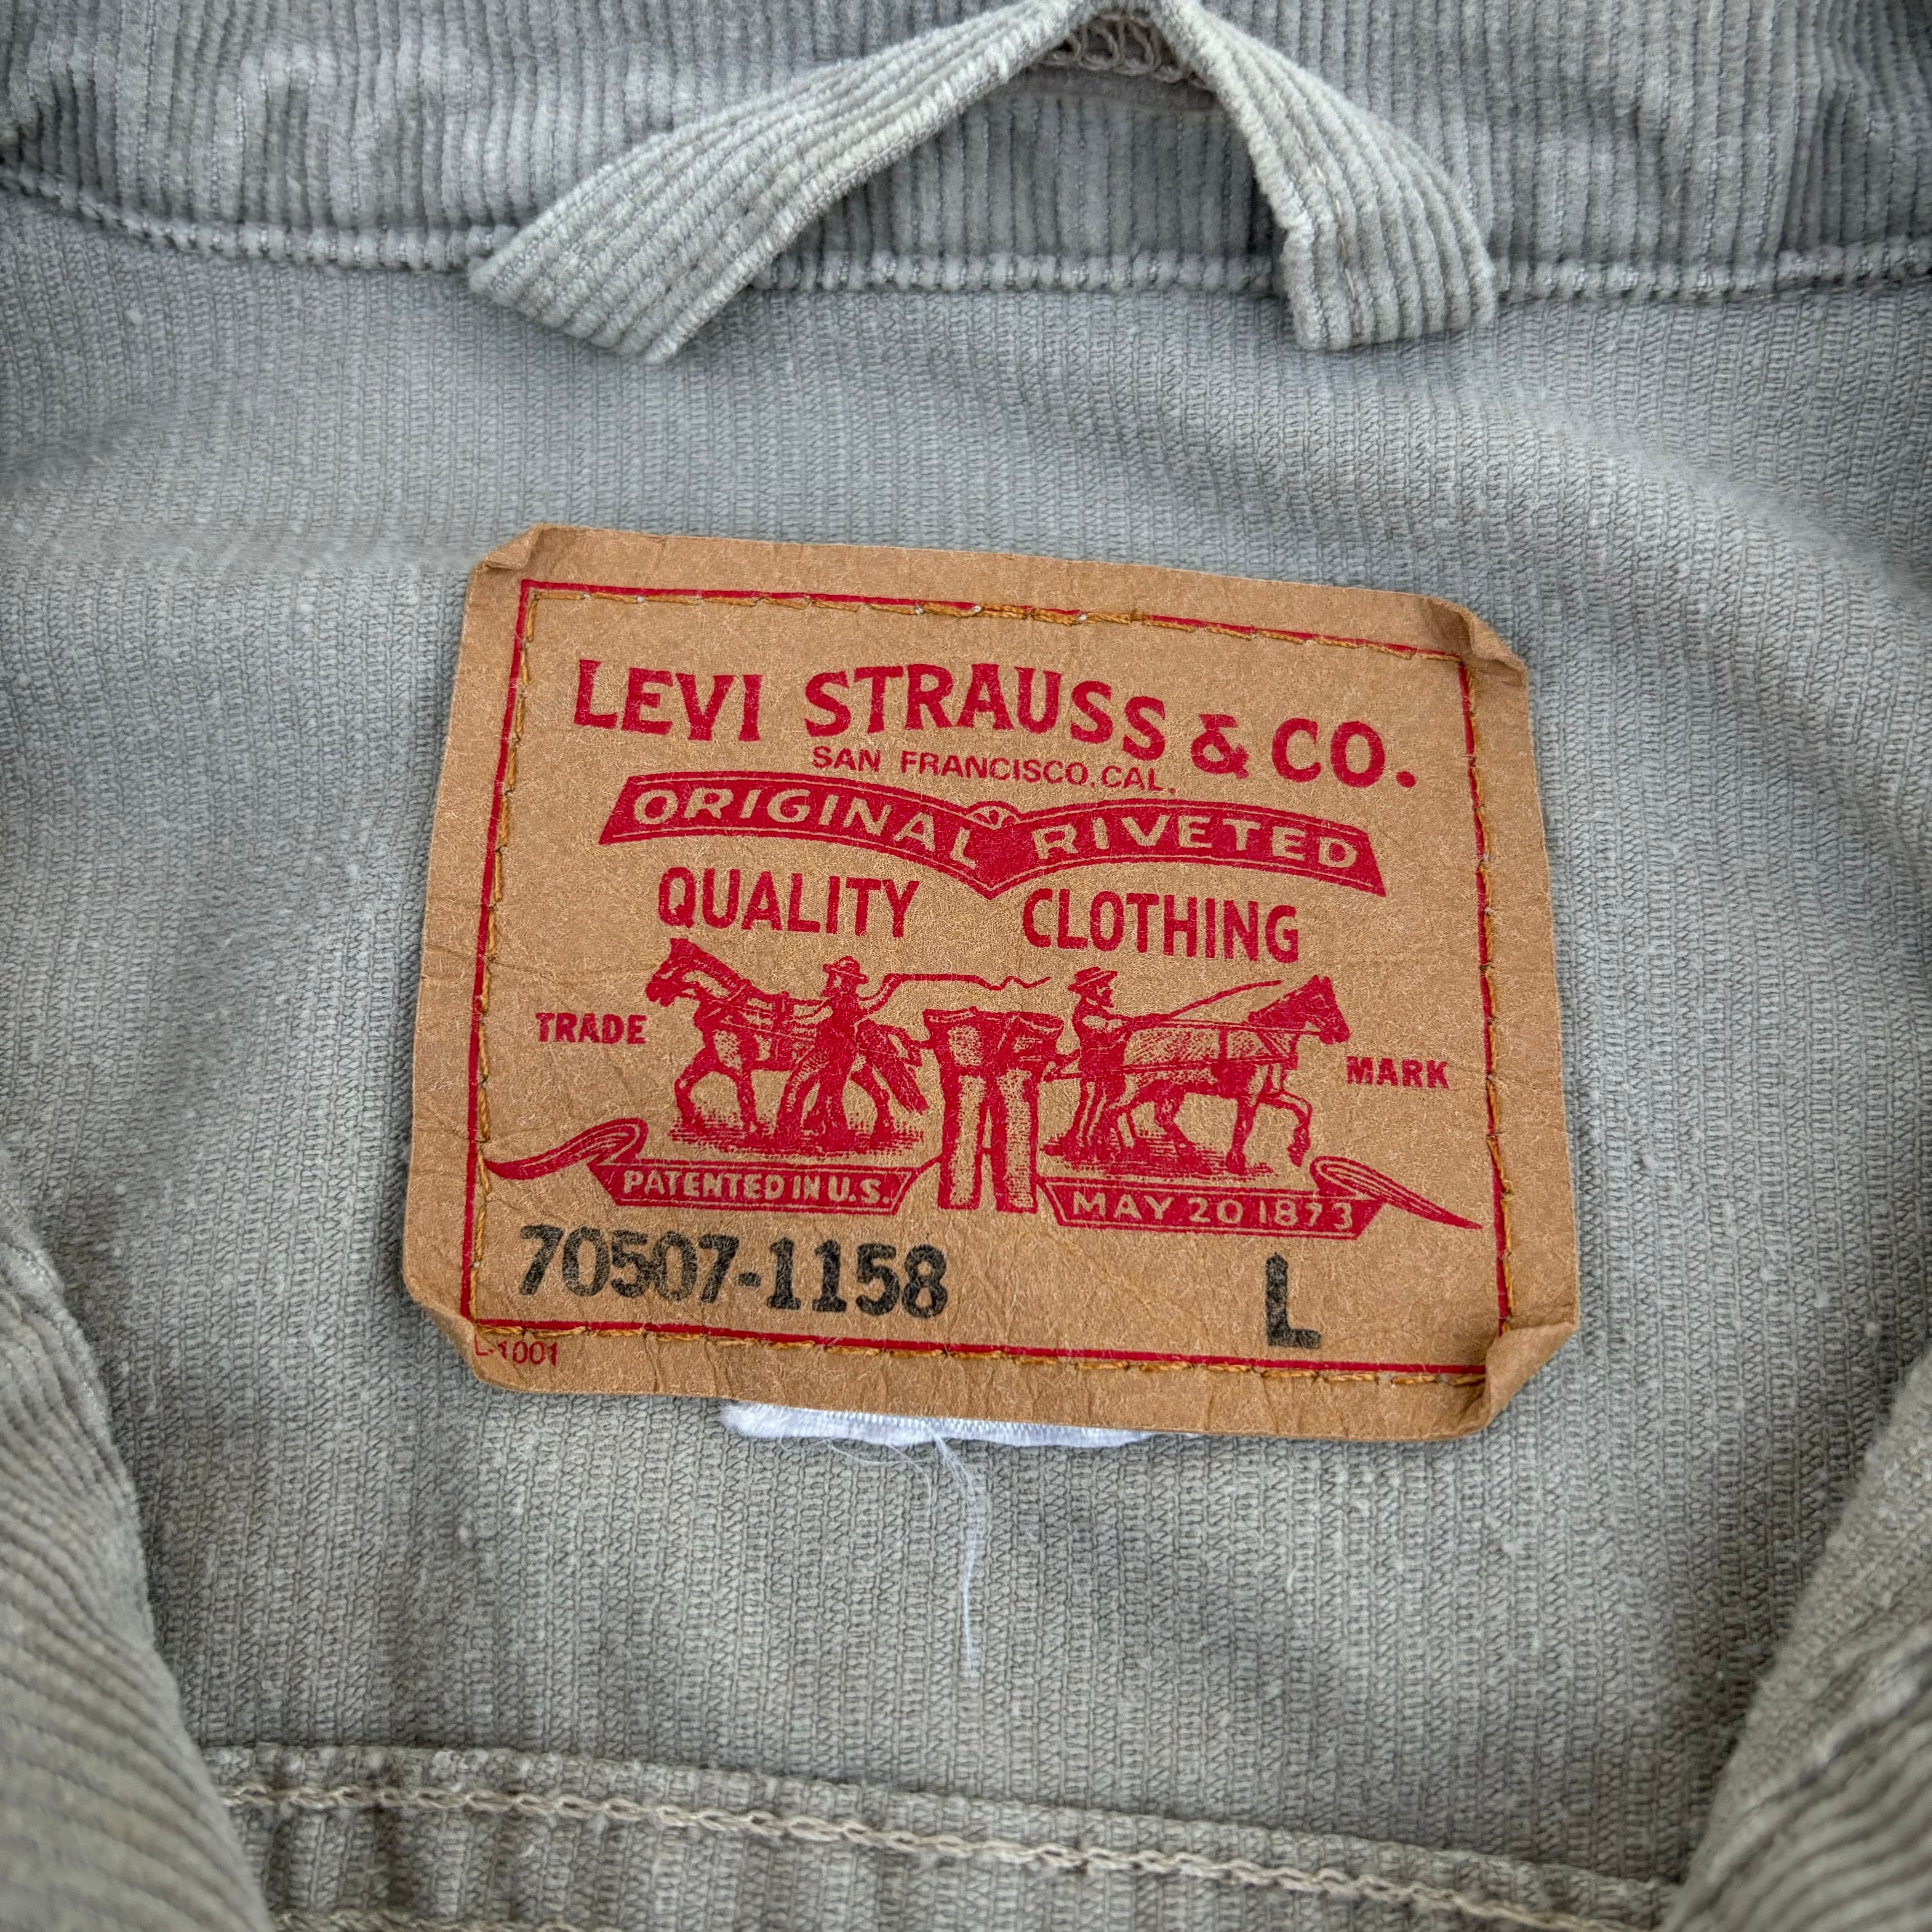 LEVI STRAUSS & CO.
SAN FRANCISCO, CAL.
ORIGINAL RIVETED
QUALITY CLOTHING
TRADE MARK
PATENTED IN U.S. MAY 20 1873
70507-1158 L
L-1001